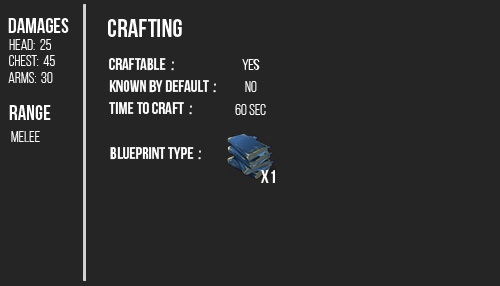 DAMAGES
HEAD: 25
CHEST: 45
ARMS: 30
RANGE
MELEE
CRAFTING
CRAFTABLE : YES
KNOWN BY DEFAULT : NO
TIME TO CRAFT : 60 SEC
BLUEPRINT TYPE :
X1